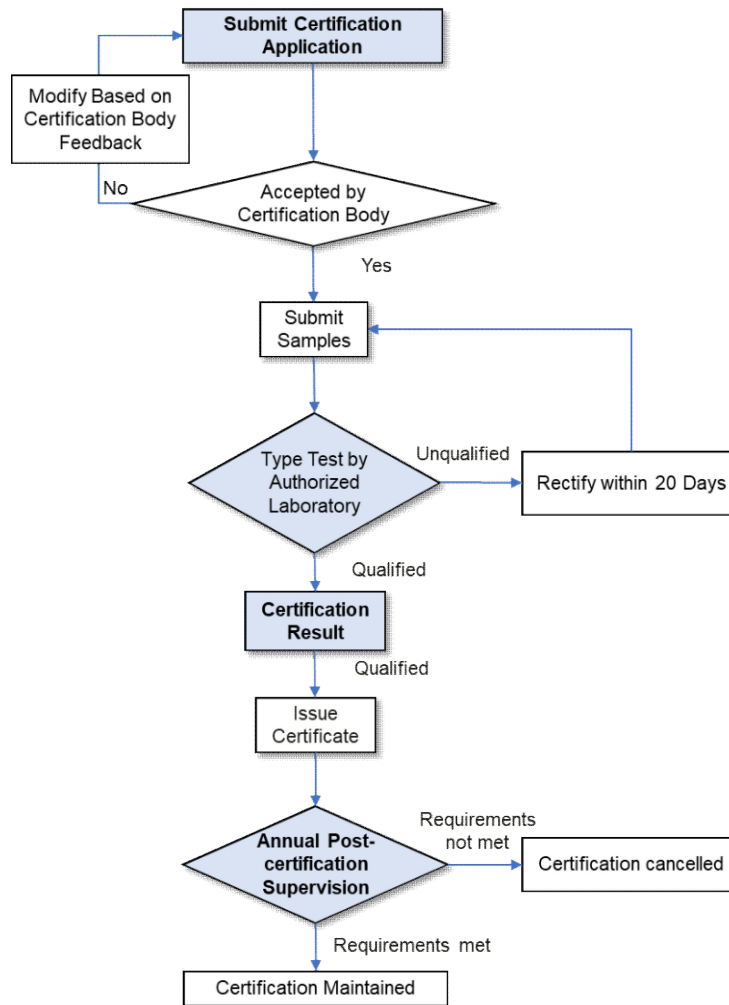 Submit Certification
Application
Modify Based on
Certification Body
Feedback
No
Accepted by
Certification Body
Yes
Submit
Samples
Type Test by
Authorized
Laboratory
Unqualified
Rectify within 20 Days
Qualified
Certification
Result
Qualified
Issue
Certificate
Annual Post-
certification
Supervision
Requirements
not met
Certification cancelled
Requirements met
Certification Maintained